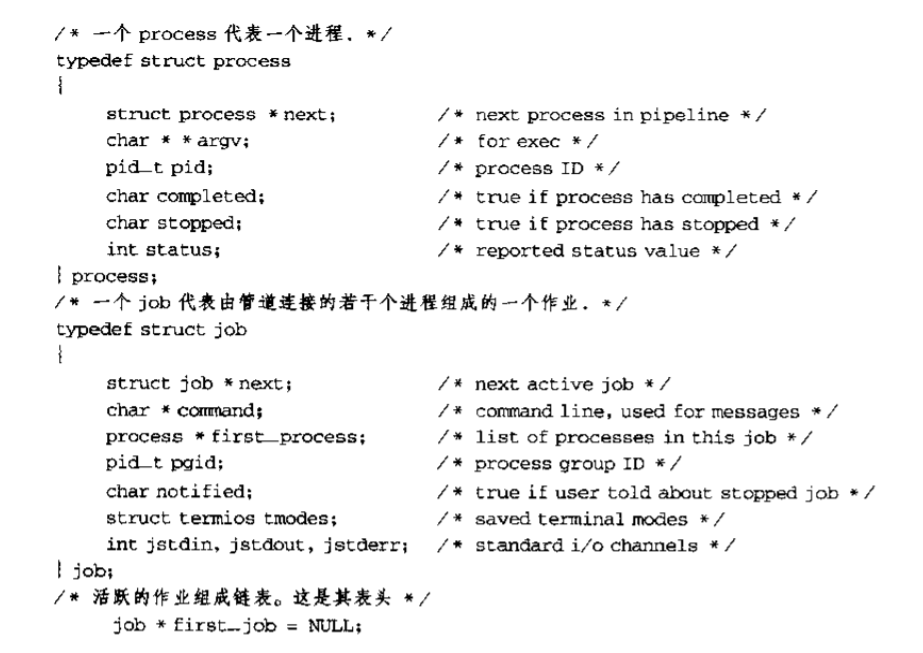 /* 一个 process 代表一个进程. */
typedef struct process
{
struct process *next; /* next process in pipeline */
char **argv; /* for exec */
pid_t pid; /* process ID */
char completed; /* true if process has completed */
char stopped; /* true if process has stopped */
int status; /* reported status value */
} process;
/* 一个 job 代表由管道连接的若干个进程组成的一个作业. */
typedef struct job
{
struct job *next; /* next active job */
char *command; /* command line, used for messages */
process *first_process; /* list of processes in this job */
pid_t pgid; /* process group ID */
char notified; /* true if user told about stopped job */
struct termios tmodes; /* saved terminal modes */
int jstdin, jstdout, jstderr; /* standard i/o channels */
} job;
/* 活跃的作业组成链表。这是其表头 */
job *first_job = NULL;